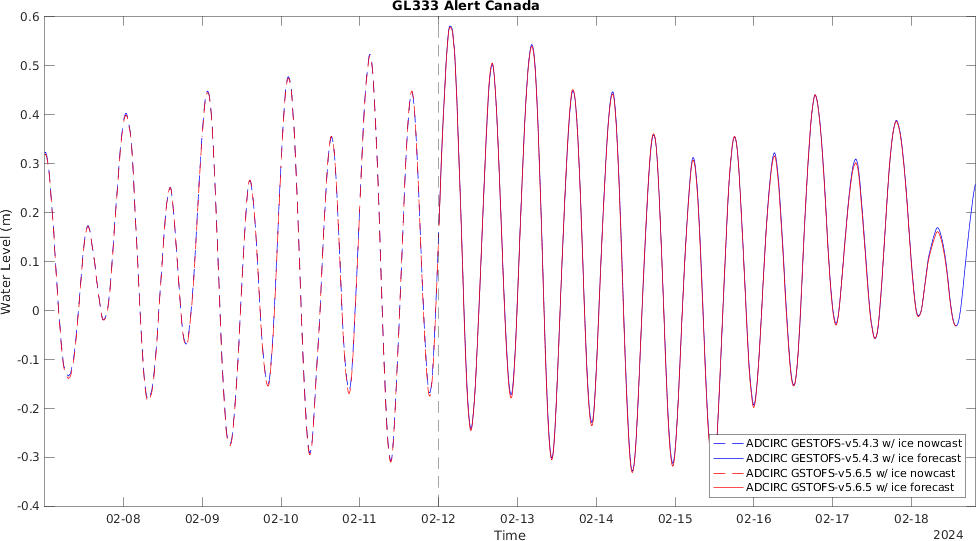 GL333 Alert Canada
0.6
0.5
0.4
0.3
0.2
0.1
0
-0.1
-0.2
-0.3
-0.4
Water Level (m)
ADCIRC GESTOFS-v5.4.3 w/ ice nowcast
ADCIRC GESTOFS-v5.4.3 w/ ice forecast
ADCIRC GSTOFS-v5.6.5 w/ ice nowcast
ADCIRC GSTOFS-v5.6.5 w/ ice forecast
02-08 02-09 02-10 02-11 02-12 02-13 02-14 02-15 02-16 02-17 02-18
Time
2024